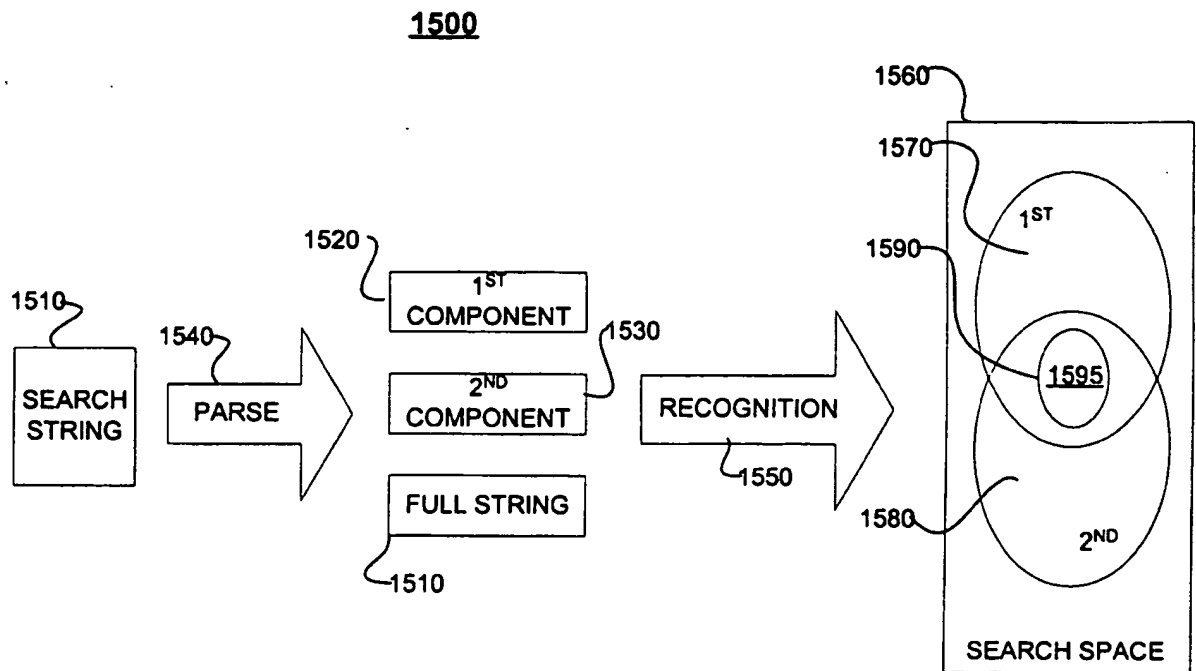 1500
1560
1570
1ST
1520
1590
1ST
COMPONENT
1510
1540
1530
SEARCH
STRING
PARSE
2ND
COMPONENT
RECOGNITION
1595
1550
FULL STRING
1580
2ND
1510
SEARCH SPACE